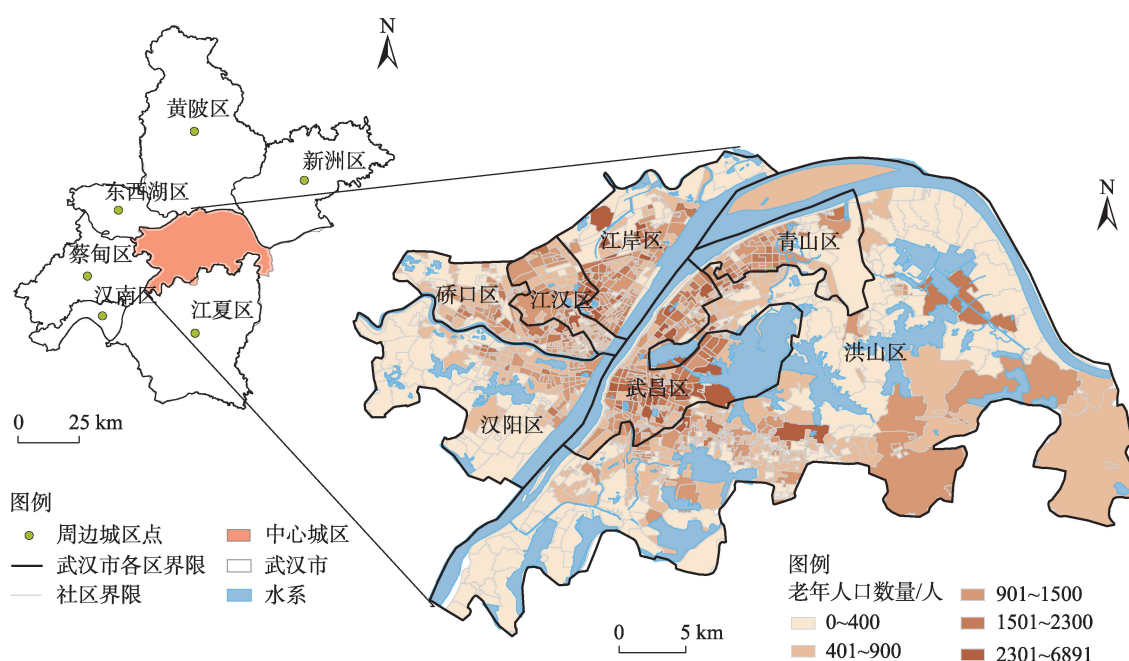 N
黄陂区
新洲区
东西湖区
蔡甸区
汉南区
江夏区
0 25 km
图例
周边城区点
中心城区
武汉市各区界限
武汉市
社区界限
水系
N
江岸区
青山区
硚口区
江汉区
洪山区
武昌区
汉阳区
0 5 km
图例
老年人口数量/人
0~400
401~900
901~1500
1501~2300
2301~6891